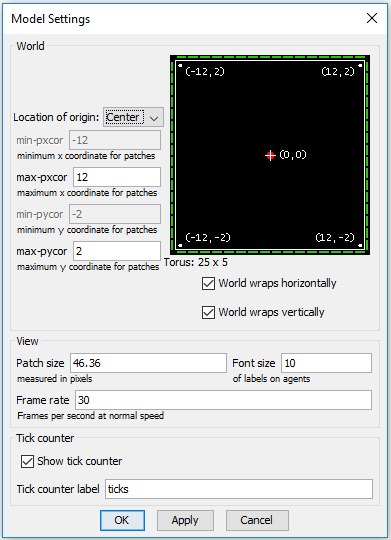 Model Settings
World
(-12,2) (12,2)
Location of origin: Center
(0,0)
min-pxcor -12
minimum x coordinate for patches
max-pxcor 12
maximum x coordinate for patches
min-pycor -2
minimum y coordinate for patches
(-12,-2) (12,-2)
max-pycor 2
maximum y coordinate for patches
Torus: 25 x 5
World wraps horizontally
World wraps vertically
View
Patch size 46.36 Font size 10
measured in pixels of labels on agents
Frame rate 30
Frames per second at normal speed
Tick counter
Show tick counter
Tick counter label ticks
OK Apply Cancel